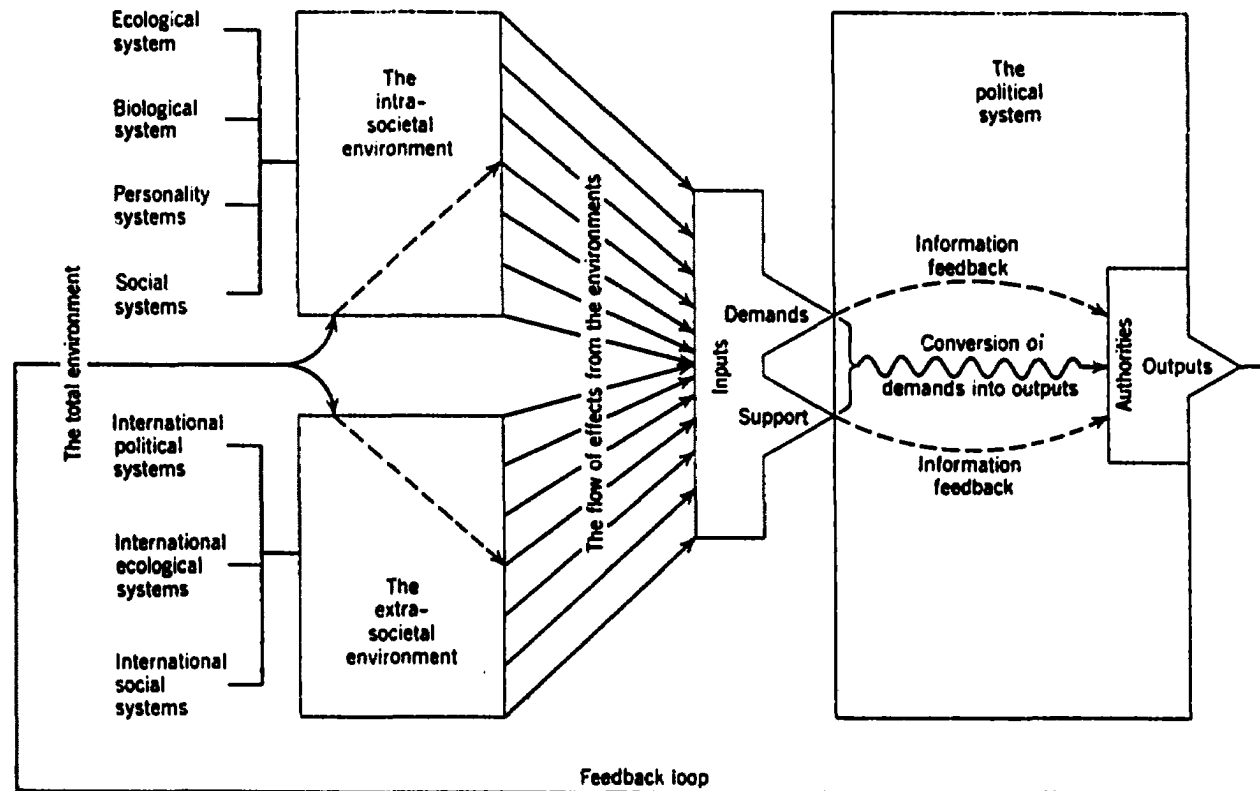 Ecological
system
Biological
system
Personality
systems
Social
systems
The
intra-
societal
environment
The total environment
International
political
systems
International
ecological
systems
International
social
systems
The
extra-
societal
environment
The flow of effects from the environments
Inputs
Demands
Support
The
political
system
Information
feedback
Conversion of
demands into outputs
Information
feedback
Authorities
Outputs
Feedback loop